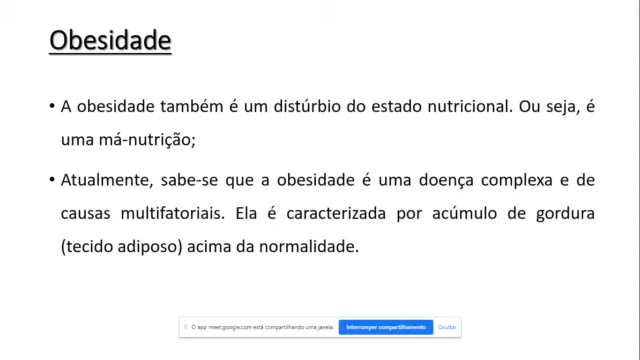 Obesidade
• A obesidade também é um distúrbio do estado nutricional. Ou seja, é
uma má-nutrição;
• Atualmente, sabe-se que a obesidade é uma doença complexa e de
causas multifatoriais. Ela é caracterizada por acúmulo de gordura
(tecido adiposo) acima da normalidade.
O app meet.google.com está compartilhando uma janela. Interromper compartilhamento Ocultar